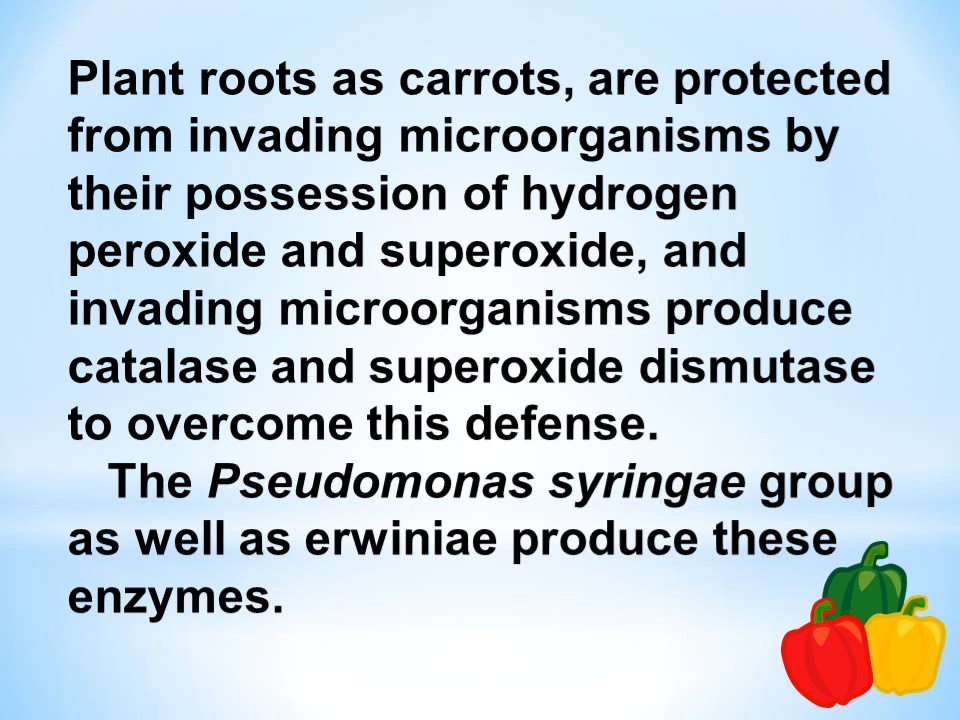 Plant roots as carrots, are protected
from invading microorganisms by
their possession of hydrogen
peroxide and superoxide, and
invading microorganisms produce
catalase and superoxide dismutase
to overcome this defense.
The Pseudomonas syringae group
as well as erwiniae produce these
enzymes.